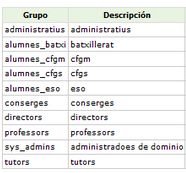 Grupo Descripción
administratius administratius
alumnes_batxi batxillerat
alumnes_cfgm cfgm
alumnes_cfgs cfgs
alumnes_eso eso
conserges conserges
directors directors
professors professors
sys_admins administradoes de dominio
tutors tutors